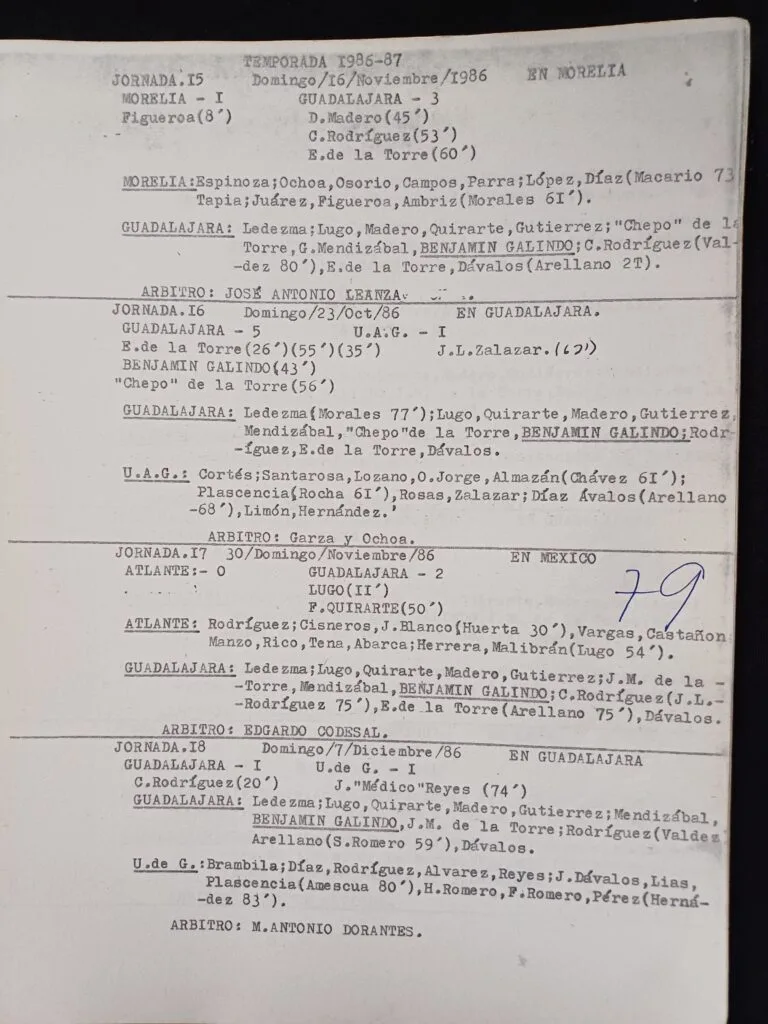 TEMPORADA I986-87
JORNADA.I5 Domingo/I6/Noviembre/I986 EN MORELIA
MORELIA - I GUADALAJARA - 3
Figueroa(8´) D.Madero(45´)
C.Rodríguez(53´)
E.de la Torre(60´)
MORELIA:Espinoza;Ochoa,Osorio,Campos,Parra;López,Díaz(Macario 73
Tapia;Juárez,Figueroa,Ambriz(Morales 6I´).
GUADALAJARA: Ledezma;Lugo,Madero,Quirarte,Gutierrez;"Chepo" de la
Torre,G.Mendizábal,BENJAMIN GALINDO;C.Rodríguez(Val-
-dez 80´),E.de la Torre,Dávalos(Arellano 2T).
ARBITRO: JOSÉ ANTONIO LEANZA
JORNADA.I6 Domingo/23/Oct/86 EN GUADALAJARA.
GUADALAJARA - 5 U.A.G. - I
E.de la Torre(26´)(55´)(35´) J.L.Zalazar.(67')
BENJAMIN GALINDO(43´)
"Chepo" de la Torre(56´)
GUADALAJARA: Ledezma(Morales 77´);Lugo,Quirarte,Madero,Gutierrez,
Mendizábal,"Chepo"de la Torre,BENJAMIN GALINDO;Rodr-
-íguez,E.de la Torre,Dávalos.
U.A.G.: Cortés;Santarosa,Lozano,O.Jorge,Almazán(Chávez 6I´);
Plascencia(Rocha 6I´),Rosas,Zalazar;Díaz Ávalos(Arellano
-68´),Limón,Hernández.'
ARBITRO: Garza y Ochoa.
JORNADA.I7 30/Domingo/Noviembre/86 EN MEXICO
ATLANTE:- 0 GUADALAJARA - 2
LUGO(II´)
F.QUIRARTE(50´)
79
ATLANTE: Rodríguez;Cisneros,J.Blanco(Huerta 30´),Vargas,Castañon
Manzo,Rico,Tena,Abarca;Herrera,Malibrán(Lugo 54´).
GUADALAJARA: Ledezma;Lugo,Quirarte,Madero,Gutierrez;J.M. de la -
-Torre,Mendizábal,BENJAMIN GALINDO;C.Rodríguez(J.L.-
-Rodríguez 75´),E.de la Torre(Arellano 75´),Dávalos.
ARBITRO: EDGARDO CODESAL.
JORNADA.I8 Domingo/7/Diciembre/86 EN GUADALAJARA
GUADALAJARA - I U.de G. - I
C.Rodríguez(20´) J."Médico"Reyes (74´)
GUADALAJARA: Ledezma;Lugo,Quirarte,Madero,Gutierrez;Mendizábal,
BENJAMIN GALINDO,J.M. de la Torre;Rodríguez(Valdez
Arellano(S.Romero 59´),Dávalos.
U.de G.:Brambila;Díaz,Rodríguez,Alvarez,Reyes;J.Dávalos,Lias,
Plascencia(Amescua 80´),H.Romero,F.Romero,Pérez(Herná-
-dez 83´).
ARBITRO: M.ANTONIO DORANTES.